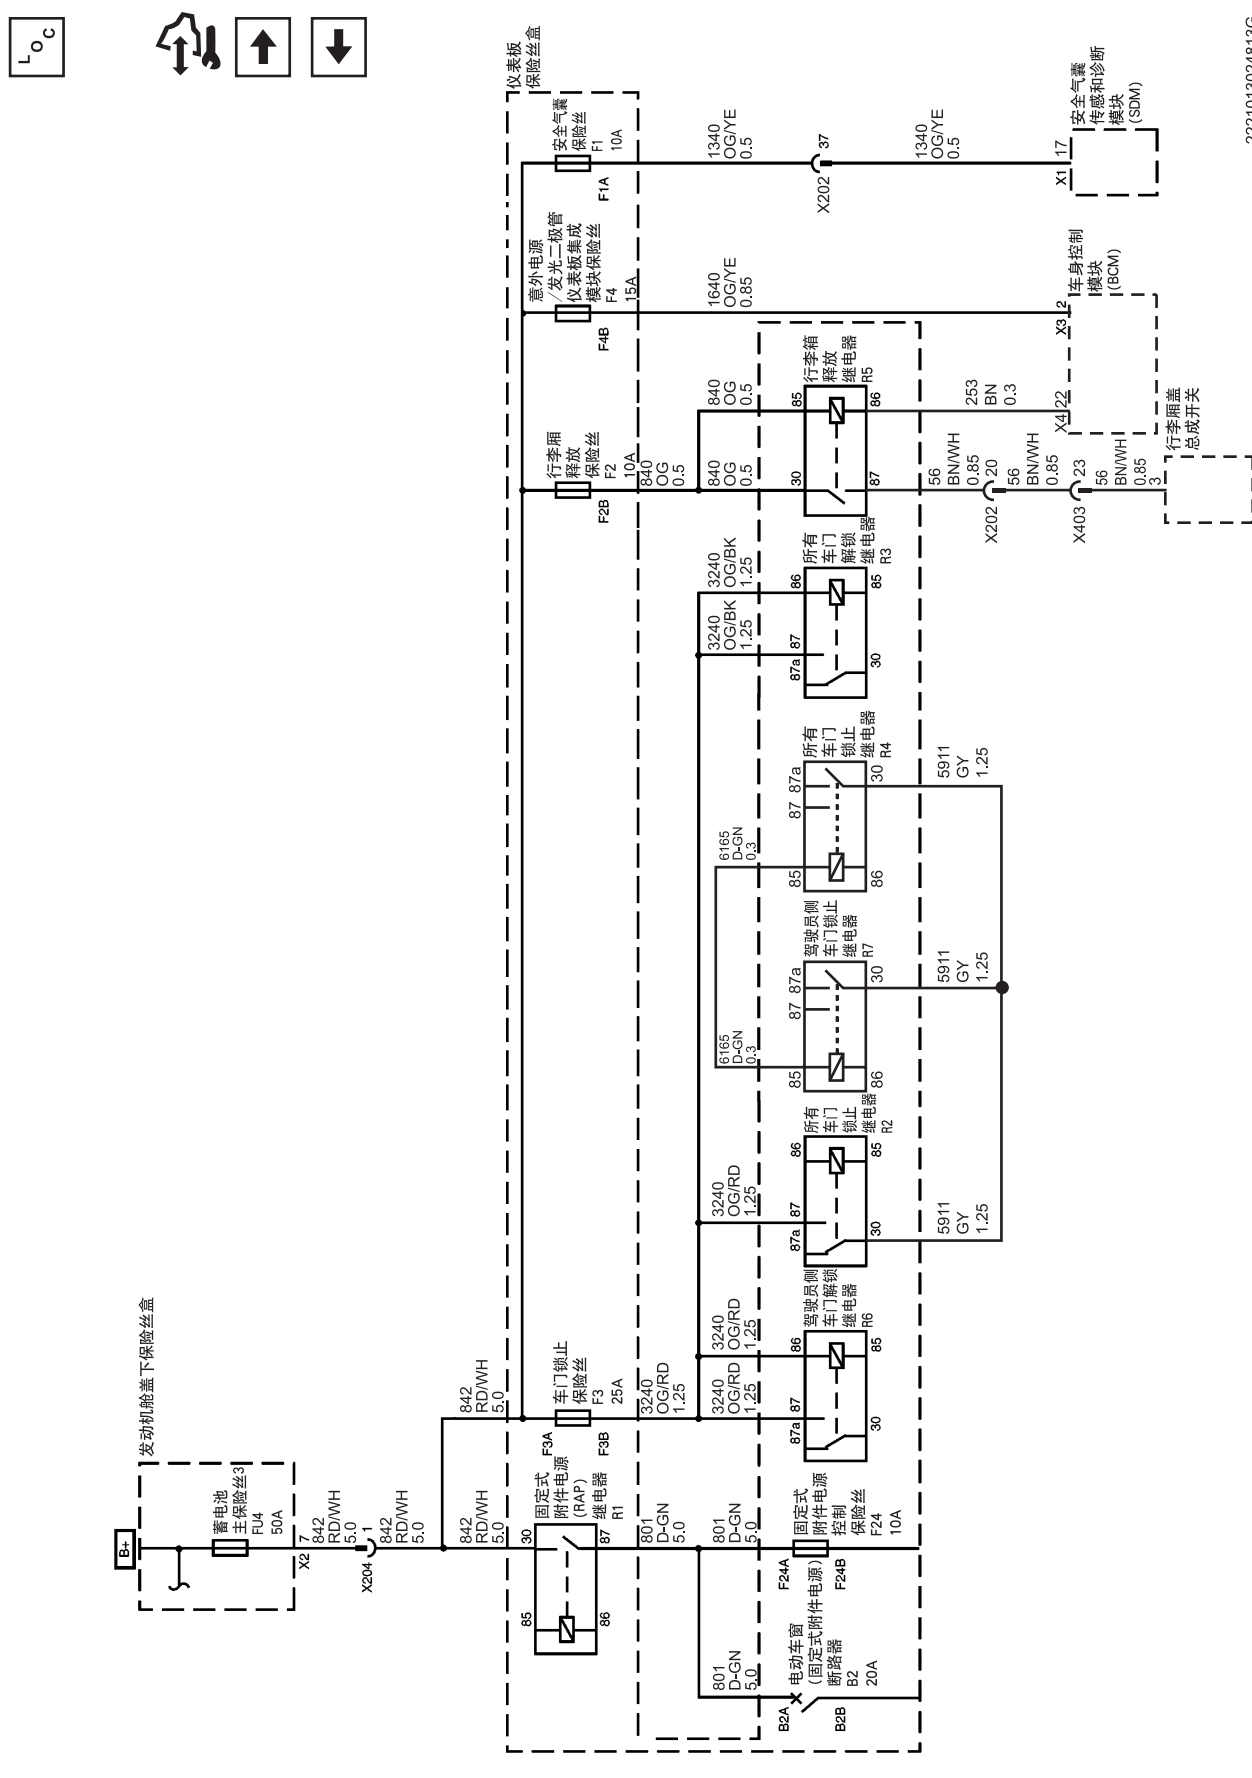 LOC
2221013024813G
仪表板
保险丝盒
安全气囊
保险丝
F1
10A
F1A
1340
OG/YE
0.5
X202
37
1340
OG/YE
0.5
X1
17
安全气囊
传感和诊断
模块
(SDM)
意外电源
/发光二极管
仪表板集成
模块保险丝
F4
15A
F4B
1640
OG/YE
0.85
X3
2
车身控制
模块
(BCM)
行李厢
释放
保险丝
F2
10A
F2B
840
OG
0.5
840
OG
0.5
840
OG
0.5
行李箱
释放
继电器
R5
85
86
30
87
253
BN
0.3
X4
22
56
BN/WH
0.85
X202
20
56
BN/WH
0.85
X403
23
56
BN/WH
0.85
3
行李厢盖
总成开关
3240
OG/BK
1.25
3240
OG/BK
1.25
所有
车门
解锁
继电器
R3
86
85
87
87a
30
所有
车门
锁止
继电器
R4
87a
30
87
85
86
5911
GY
1.25
6165
D-GN
0.3
驾驶员侧
车门锁止
继电器
R7
87a
30
87
85
86
5911
GY
1.25
6165
D-GN
0.3
所有
车门
锁止
继电器
R2
86
85
87
87a
30
5911
GY
1.25
3240
OG/RD
1.25
驾驶员侧
车门解锁
继电器
R6
86
85
87
87a
30
3240
OG/RD
1.25
3240
OG/RD
1.25
3240
OG/RD
1.25
车门锁止
保险丝
F3
25A
F3A
F3B
842
RD/WH
5.0
发动机舱盖下保险丝盒
B+
蓄电池
主保险丝3
FU4
50A
X2
7
842
RD/WH
5.0
X204
1
842
RD/WH
5.0
842
RD/WH
5.0
固定式
附件电源
(RAP)
继电器
R1
30
87
85
86
801
D-GN
5.0
801
D-GN
5.0
固定式
附件电源
控制
保险丝
F24
10A
F24A
F24B
801
D-GN
5.0
电动车窗
(固定式附件电源)
断路器
B2
20A
B2A
B2B